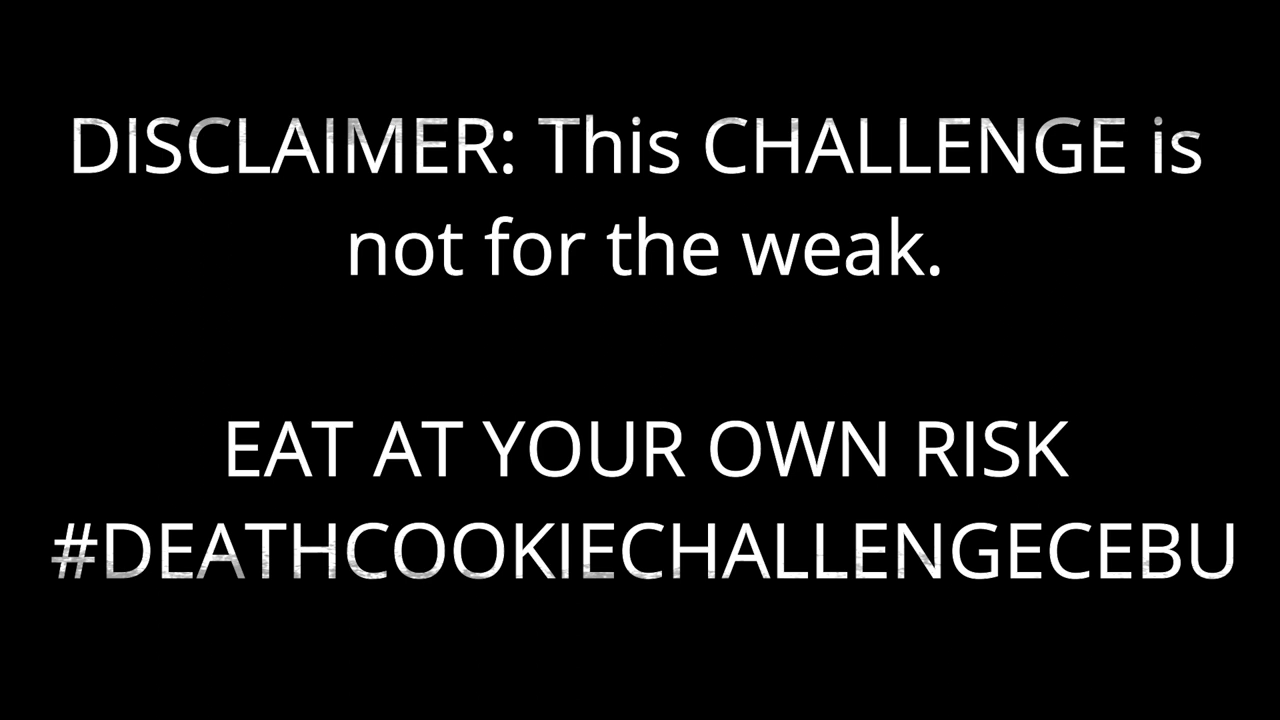 DISCLAIMER: This CHALLENGE is
not for the weak.
EAT AT YOUR OWN RISK
#DEATHCOOKIECHALLENGECEBU